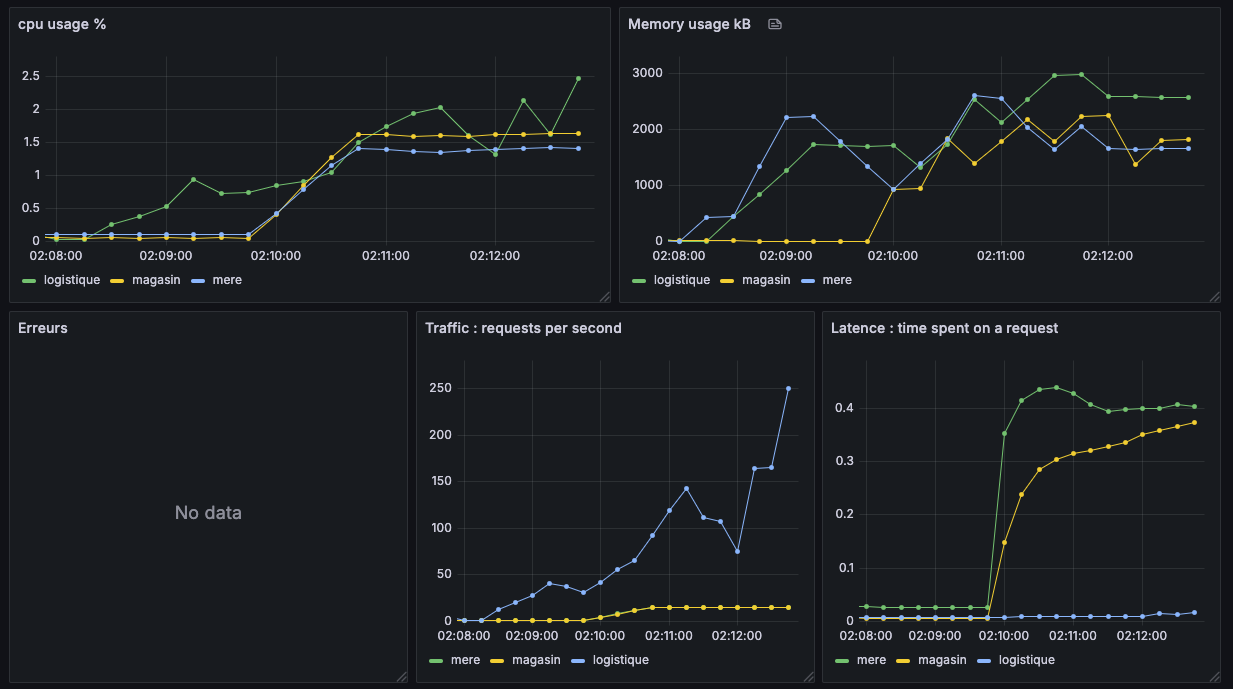 cpu usage %
2.5
2
1.5
1
0.5
0
02:08:00 02:09:00 02:10:00 02:11:00 02:12:00
logistique magasin mere
Memory usage kB
3000
2000
1000
0
02:08:00 02:09:00 02:10:00 02:11:00 02:12:00
logistique magasin mere
Erreurs
No data
Traffic : requests per second
250
200
150
100
50
0
02:08:00 02:09:00 02:10:00 02:11:00 02:12:00
mere magasin logistique
Latence : time spent on a request
0.4
0.3
0.2
0.1
0
02:08:00 02:09:00 02:10:00 02:11:00 02:12:00
mere magasin logistique